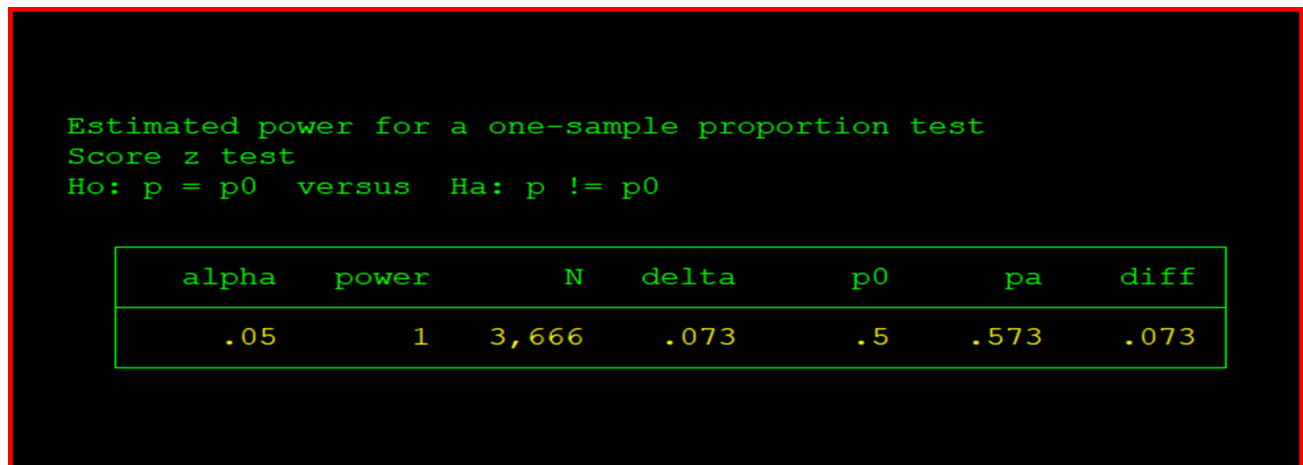 Estimated power for a one-sample proportion test
Score z test
Ho: p = p0  versus  Ha: p != p0
alpha power N delta p0 pa diff
.05 1 3,666 .073 .5 .573 .073